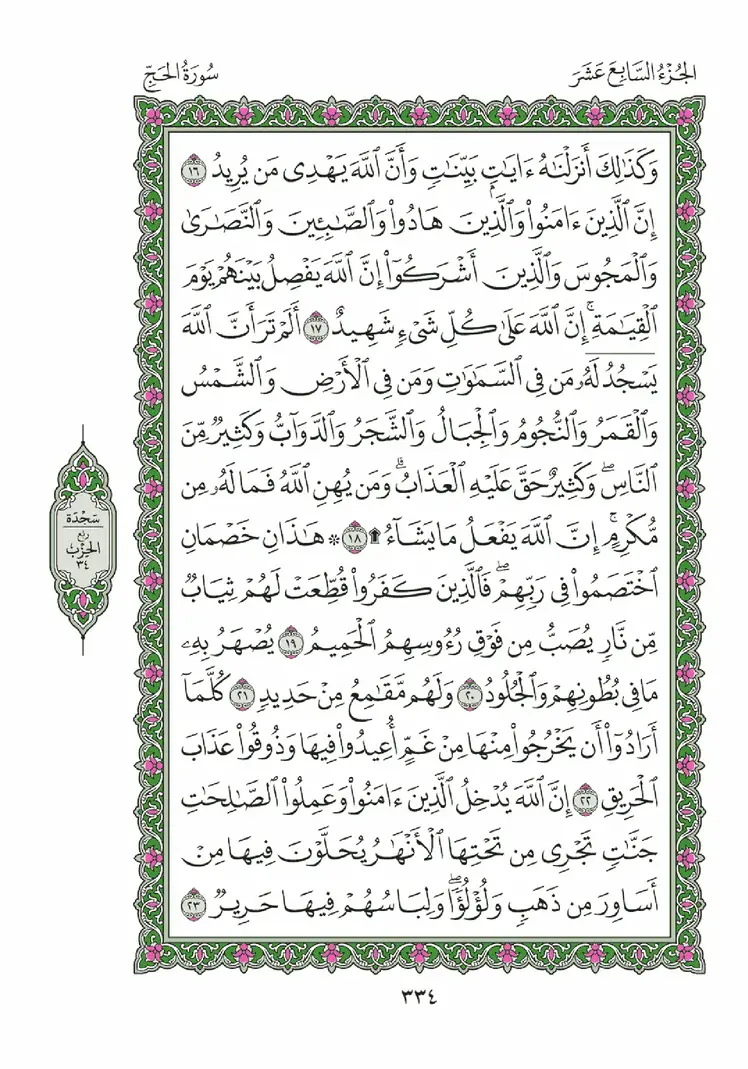 الجُزْءُ السَّابِعَ عَشَرَ
سُورَةُ الحَجِّ
وَكَذَٰلِكَ أَنزَلْنَٰهُ ءَايَٰتٍۭ بَيِّنَٰتٍ وَأَنَّ ٱللَّهَ يَهْدِى مَن يُرِيدُ ١٦
إِنَّ ٱلَّذِينَ ءَامَنُوا۟ وَٱلَّذِينَ هَادُوا۟ وَٱلصَّٰبِـِٔينَ وَٱلنَّصَٰرَىٰ
وَٱلْمَجُوسَ وَٱلَّذِينَ أَشْرَكُوٓا۟ إِنَّ ٱللَّهَ يَفْصِلُ بَيْنَهُمْ يَوْمَ
ٱلْقِيَٰمَةِ ۚ إِنَّ ٱللَّهَ عَلَىٰ كُلِّ شَىْءٍ شَهِيدٌ ١٧ أَلَمْ تَرَ أَنَّ ٱللَّهَ
يَسْجُدُ لَهُۥ مَن فِى ٱلسَّمَٰوَٰتِ وَمَن فِى ٱلْأَرْضِ وَٱلشَّمْسُ
وَٱلْقَمَرُ وَٱلنُّجُومُ وَٱلْجِبَالُ وَٱلشَّجَرُ وَٱلدَّوَآبُّ وَكَثِيرٌ مِّنَ
ٱلنَّاسِ ۖ وَكَثِيرٌ حَقَّ عَلَيْهِ ٱلْعَذَابُ ۗ وَمَن يُهِنِ ٱللَّهُ فَمَا لَهُۥ مِن
مُّكْرِمٍ ۚ إِنَّ ٱللَّهَ يَفْعَلُ مَا يَشَآءُ ۩ ١٨ ۞ هَٰذَانِ خَصْمَانِ
ٱخْتَصَمُوا۟ فِى رَبِّهِمْ ۖ فَٱلَّذِينَ كَفَرُوا۟ قُطِّعَتْ لَهُمْ ثِيَابٌ
مِّن نَّارٍ يُصَبُّ مِن فَوْقِ رُءُوسِهِمُ ٱلْحَمِيمُ ١٩ يُصْهَرُ بِهِۦ
مَا فِى بُطُونِهِمْ وَٱلْجُلُودُ ٢٠ وَلَهُم مَّقَٰمِعُ مِنْ حَدِيدٍ ٢١ كُلَّمَآ
أَرَادُوٓا۟ أَن يَخْرُجُوا۟ مِنْهَا مِنْ غَمٍّ أُعِيدُوا۟ فِيهَا وَذُوقُوا۟ عَذَابَ
ٱلْحَرِيقِ ٢٢ إِنَّ ٱللَّهَ يُدْخِلُ ٱلَّذِينَ ءَامَنُوا۟ وَعَمِلُوا۟ ٱلصَّٰلِحَٰتِ
جَنَّٰتٍ تَجْرِى مِن تَحْتِهَا ٱلْأَنْهَٰرُ يُحَلَّوْنَ فِيهَا مِنْ
أَسَاوِرَ مِن ذَهَبٍ وَلُؤْلُؤًا ۖ وَلِبَاسُهُمْ فِيهَا حَرِيرٌ ٢٣
سَجْدَة
رُبع
الحِزْب
٣٤
٣٣٤